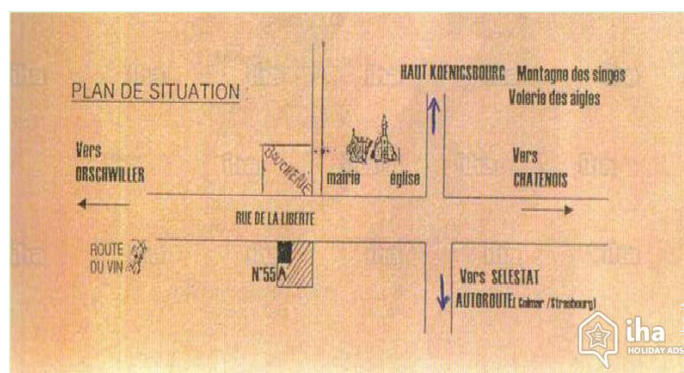 PLAN DE SITUATION
HAUT KOENIGSBOURG Montagne des singes
Volerie des aigles
Vers
ORSCHWILLER
BOUCHERIE
mairie
église
Vers
CHATENOIS
RUE DE LA LIBERTE
ROUTE
DU VIN
N°55A
Vers SELESTAT
AUTOROUTE( Colmar /Strasbourg)
iha
HOLIDAY ADS